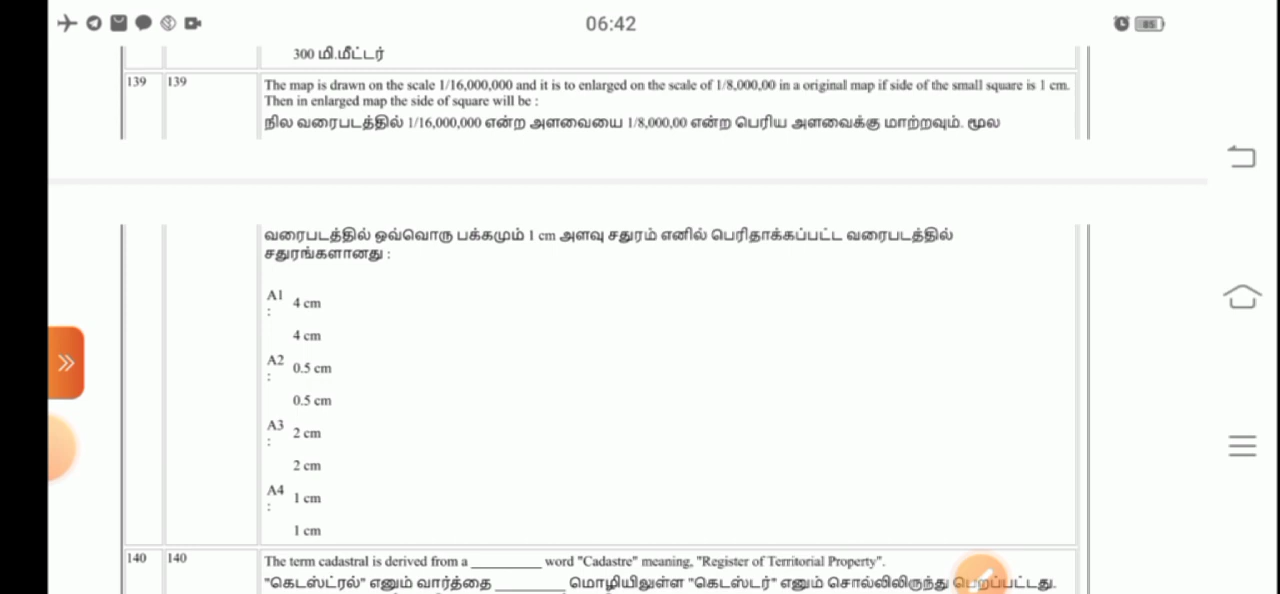 06:42
85
300 மி.மீட்டர்
139 139 The map is drawn on the scale 1/16,000,000 and it is to enlarged on the scale of 1/8,000,00 in a original map if side of the small square is 1 cm.
Then in enlarged map the side of square will be :
நில வரைபடத்தில் 1/16,000,000 என்ற அளவையை 1/8,000,00 என்ற பெரிய அளவைக்கு மாற்றவும். மூல
வரைபடத்தில் ஒவ்வொரு பக்கமும் 1 cm அளவு சதுரம் எனில் பெரிதாக்கப்பட்ட வரைபடத்தில்
சதுரங்களானது :
A1 : 4 cm
4 cm
A2 : 0.5 cm
0.5 cm
A3 : 2 cm
2 cm
A4 : 1 cm
1 cm
140 140 The term cadastral is derived from a ________ word "Cadastre" meaning, "Register of Territorial Property".
"கெடஸ்ட்ரல்" எனும் வார்த்தை ________ மொழியிலுள்ள "கெடஸ்டர்" எனும் சொல்லிலிருந்து பெறப்பட்டது.